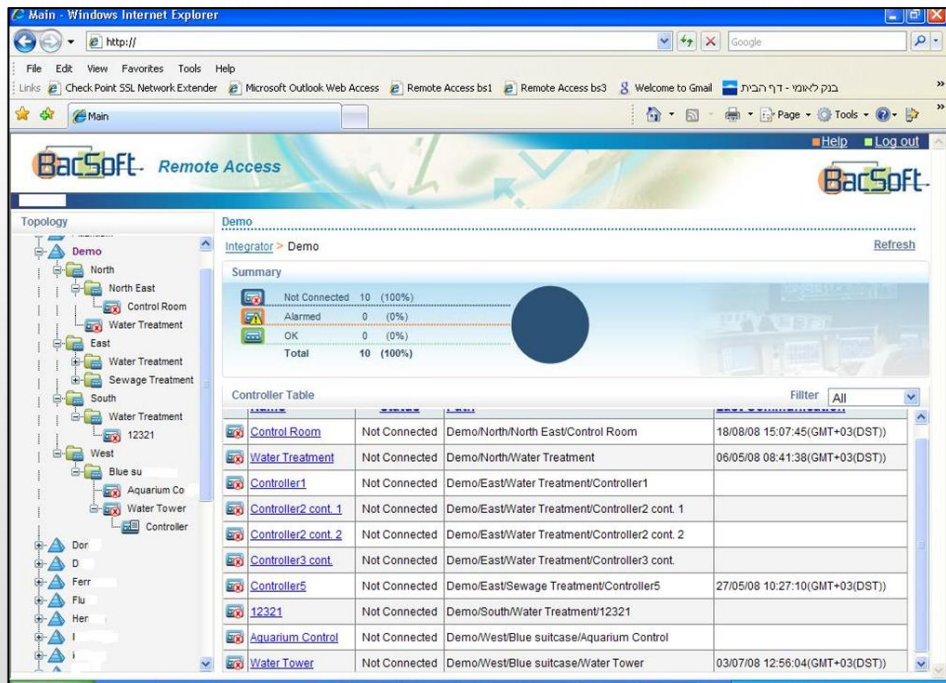 Main - Windows Internet Explorer
http://
Google
File Edit View Favorites Tools Help
Links Check Point SSL Network Extender Microsoft Outlook Web Access Remote Access bs1 Remote Access bs3 Welcome to Gmail בנק לאומי - דף הבית
Main
Page Tools
Help Log out
BacSoft Remote Access
BacSoft
Topology
Demo
North
North East
Control Room
Water Treatment
East
Water Treatment
Sewage Treatment
South
Water Treatment
12321
West
Blue su
Aquarium Co
Water Tower
Controller
Dor
D
Ferr
Flu
Her
Demo
Integrator > Demo
Refresh
Summary
Not Connected 10 (100%)
Alarmed 0 (0%)
OK 0 (0%)
Total 10 (100%)
Controller Table
Fillter All
Name Status Path Last Communication
Control Room Not Connected Demo/North/North East/Control Room 18/08/08 15:07:45(GMT+03(DST))
Water Treatment Not Connected Demo/North/Water Treatment 06/05/08 08:41:38(GMT+03(DST))
Controller1 Not Connected Demo/East/Water Treatment/Controller1
Controller2 cont. 1 Not Connected Demo/East/Water Treatment/Controller2 cont. 1
Controller2 cont. 2 Not Connected Demo/East/Water Treatment/Controller2 cont. 2
Controller3 cont. Not Connected Demo/East/Water Treatment/Controller3 cont.
Controller5 Not Connected Demo/East/Sewage Treatment/Controller5 27/05/08 10:27:10(GMT+03(DST))
12321 Not Connected Demo/South/Water Treatment/12321
Aquarium Control Not Connected Demo/West/Blue suitcase/Aquarium Control
Water Tower Not Connected Demo/West/Blue suitcase/Water Tower 03/07/08 12:56:04(GMT+03(DST))